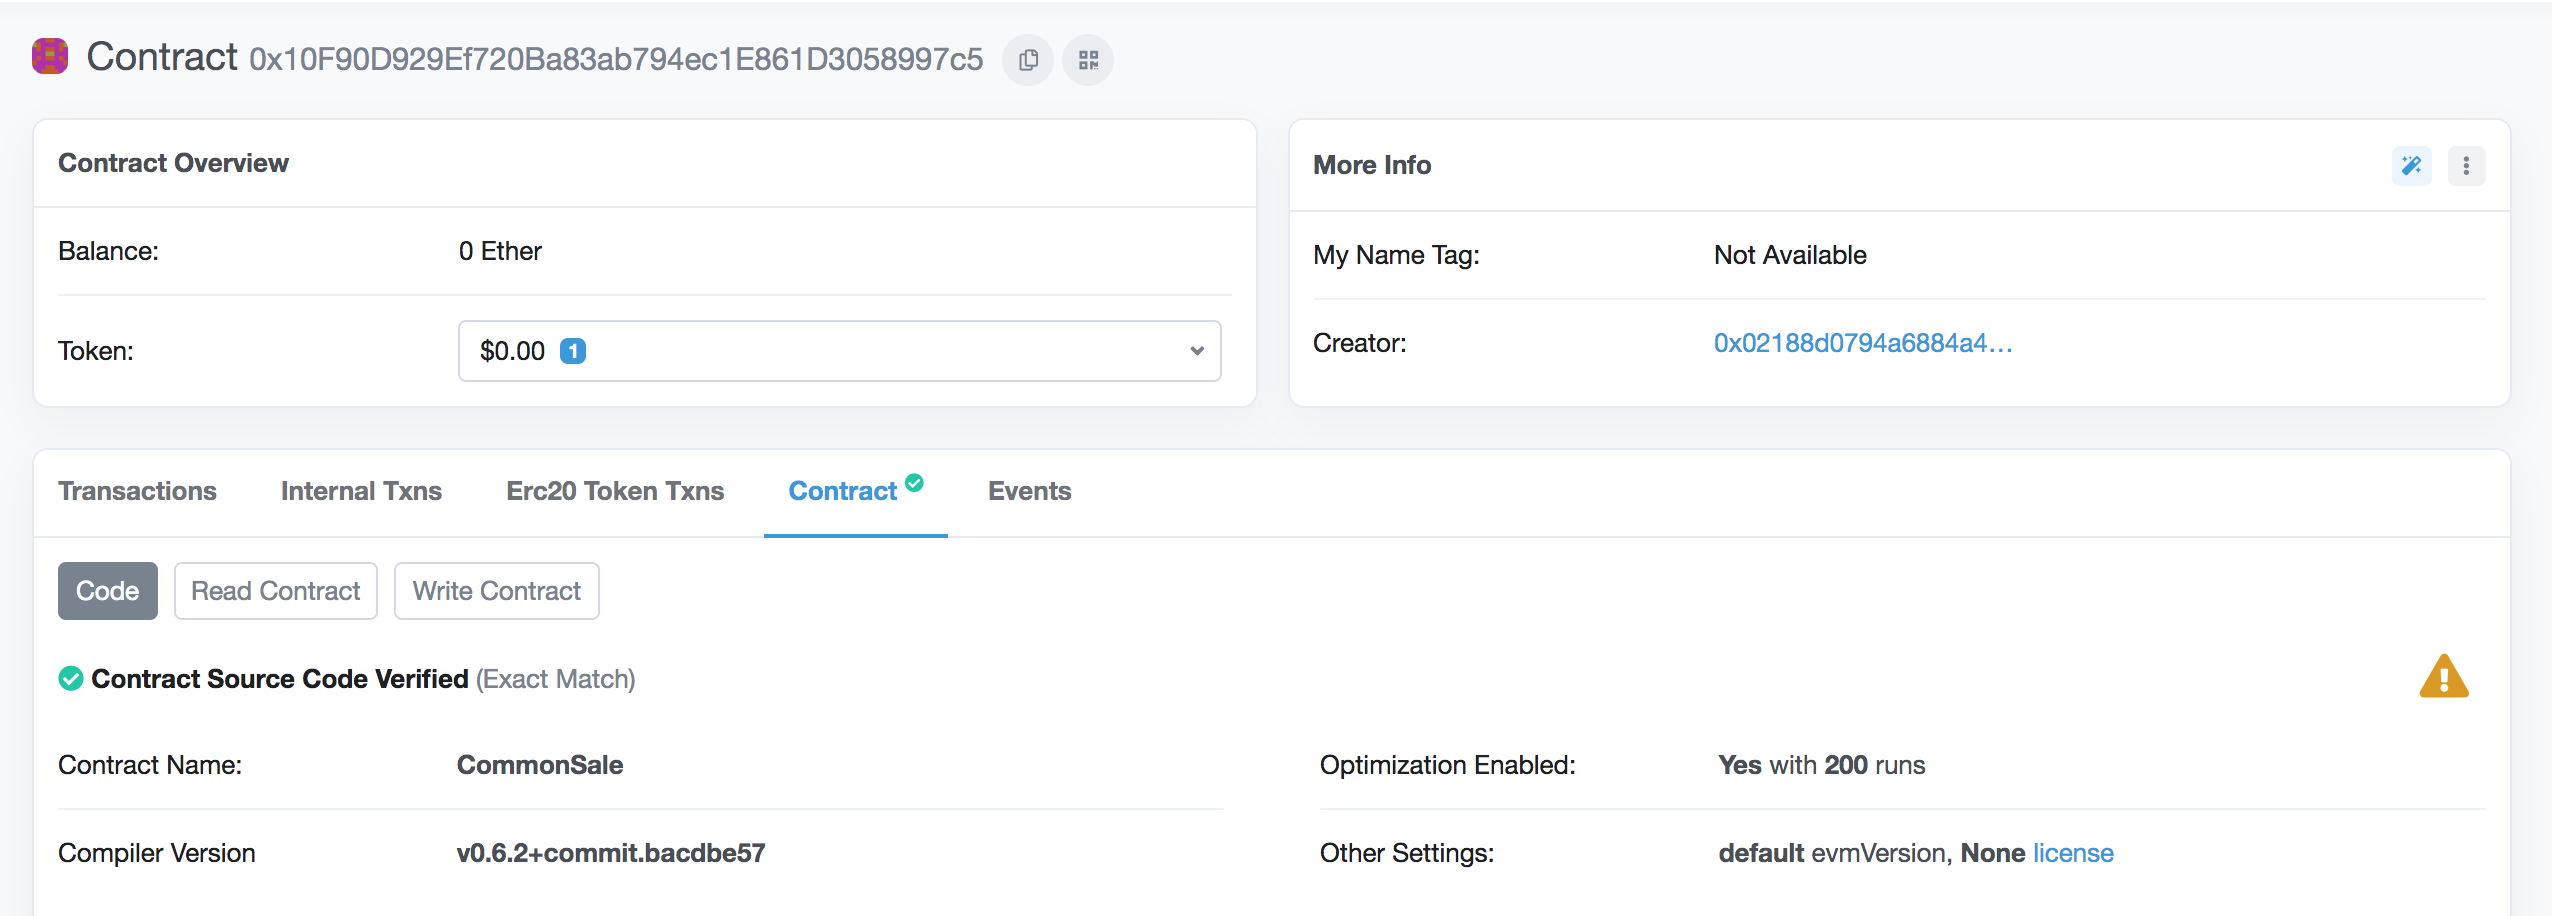 Contract 0x10F90D929Ef720Ba83ab794ec1E861D3058997c5
Contract Overview
Balance: 0 Ether
Token: $0.00 1
More Info
My Name Tag: Not Available
Creator: 0x02188d0794a6884a4...
Transactions Internal Txns Erc20 Token Txns Contract Events
Code Read Contract Write Contract
Contract Source Code Verified (Exact Match)
Contract Name: CommonSale
Compiler Version v0.6.2+commit.bacdbe57
Optimization Enabled: Yes with 200 runs
Other Settings: default evmVersion, None license